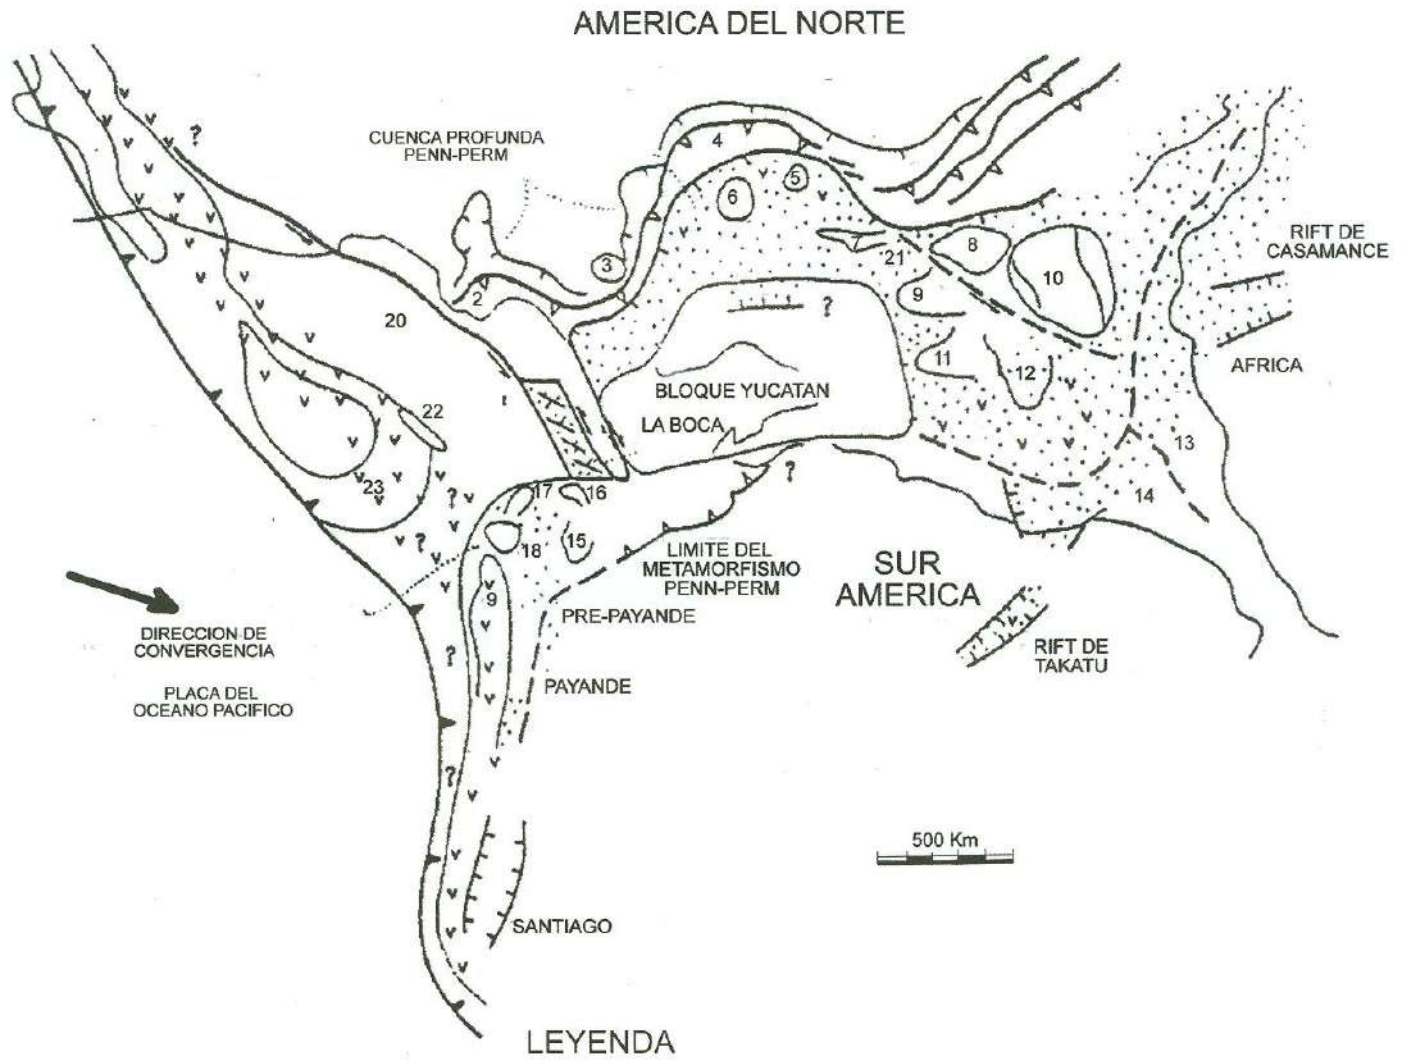 AMERICA DEL NORTE
CUENCA PROFUNDA
PENN-PERM
?
4
5
6
RIFT DE
CASAMANCE
3
2
21
8
10
9
20
?
AFRICA
11
12
BLOQUE YUCATAN
22
LA BOCA
13
23
?
17
16
?
14
?
18
15
LIMITE DEL
METAMORFISMO
PENN-PERM
SUR
AMERICA
9
PRE-PAYANDE
DIRECCION DE
CONVERGENCIA
?
RIFT DE
TAKATU
PAYANDE
PLACA DEL
OCEANO PACIFICO
?
500 Km
SANTIAGO
LEYENDA